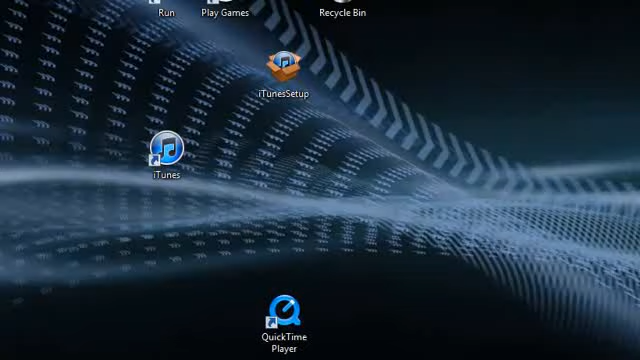 Run
Play Games
Recycle Bin
iTunesSetup
iTunes
QuickTime
Player